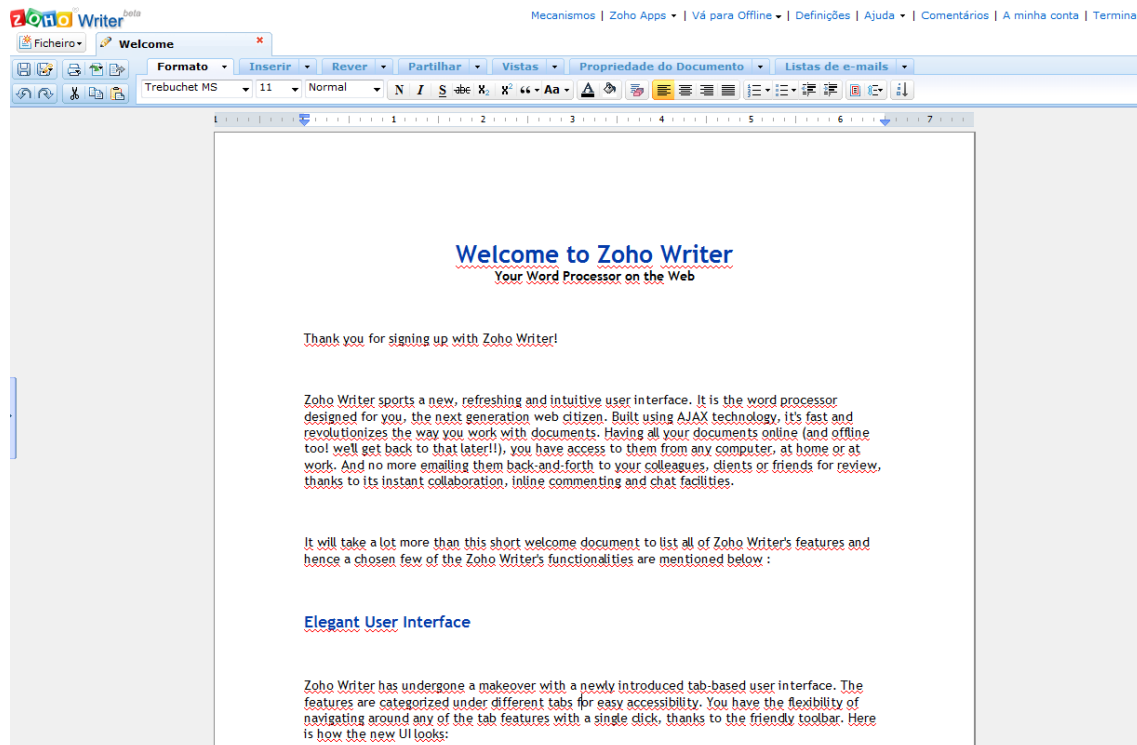 ZOHO Writer beta
Mecanismos | Zoho Apps | Vá para Offline | Definições | Ajuda | Comentários | A minha conta | Termina
Ficheiro Welcome
Formato Inserir Rever Partilhar Vistas Propriedade do Documento Listas de e-mails
Trebuchet MS 11 Normal N I S abc X₂ X² “ Aa A
1 1 2 3 4 5 6 7
Welcome to Zoho Writer
Your Word Processor on the Web
Thank you for signing up with Zoho Writer!
Zoho Writer sports a new, refreshing and intuitive user interface. It is the word processor
designed for you, the next generation web citizen. Built using AJAX technology, it's fast and
revolutionizes the way you work with documents. Having all your documents online (and offline
too! we'll get back to that later!!), you have access to them from any computer, at home or at
work. And no more emailing them back-and-forth to your colleagues, clients or friends for review,
thanks to its instant collaboration, inline commenting and chat facilities.
It will take a lot more than this short welcome document to list all of Zoho Writer's features and
hence a chosen few of the Zoho Writer's functionalities are mentioned below :
Elegant User Interface
Zoho Writer has undergone a makeover with a newly introduced tab-based user interface. The
features are categorized under different tabs for easy accessibility. You have the flexibility of
navigating around any of the tab features with a single click, thanks to the friendly toolbar. Here
is how the new UI looks: